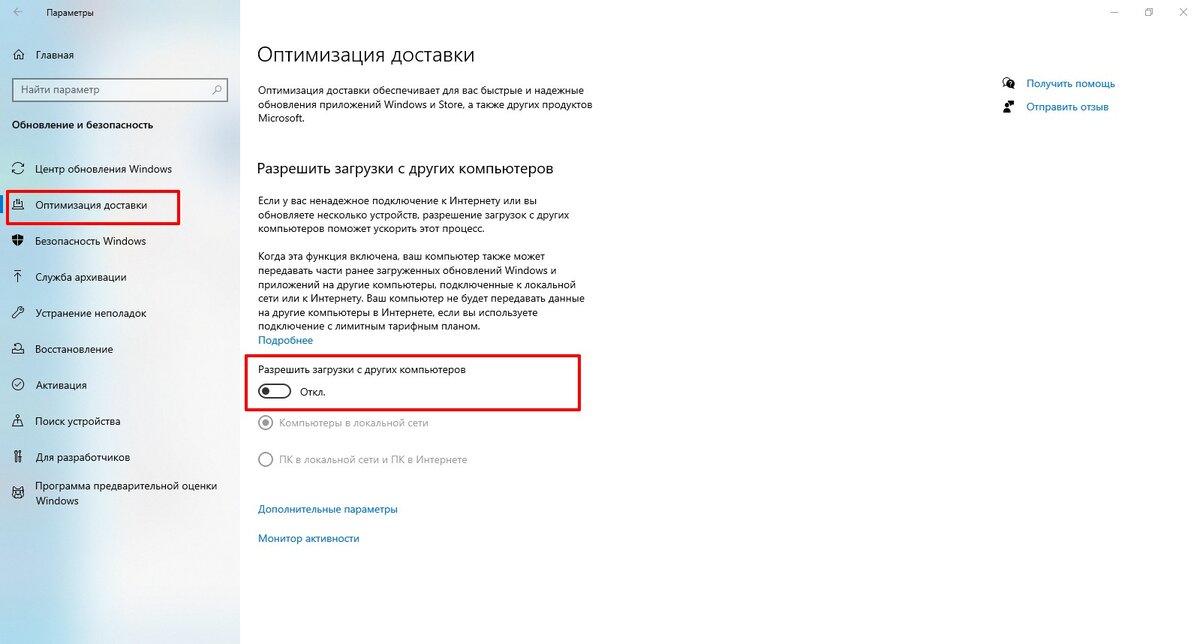 Параметры
Главная
Найти параметр
Обновление и безопасность
Центр обновления Windows
Оптимизация доставки
Безопасность Windows
Служба архивации
Устранение неполадок
Восстановление
Активация
Поиск устройства
Для разработчиков
Программа предварительной оценки
Windows
Оптимизация доставки
Оптимизация доставки обеспечивает для вас быстрые и надежные
обновления приложений Windows и Store, а также других продуктов
Microsoft.
Разрешить загрузки с других компьютеров
Если у вас ненадежное подключение к Интернету или вы
обновляете несколько устройств, разрешение загрузок с других
компьютеров поможет ускорить этот процесс.
Когда эта функция включена, ваш компьютер также может
передавать части ранее загруженных обновлений Windows и
приложений на другие компьютеры, подключенные к локальной
сети или к Интернету. Ваш компьютер не будет передавать данные
на другие компьютеры в Интернете, если вы используете
подключение с лимитным тарифным планом.
Подробнее
Разрешить загрузки с других компьютеров
Откл.
Компьютеры в локальной сети
ПК в локальной сети и ПК в Интернете
Дополнительные параметры
Монитор активности
Получить помощь
Отправить отзыв